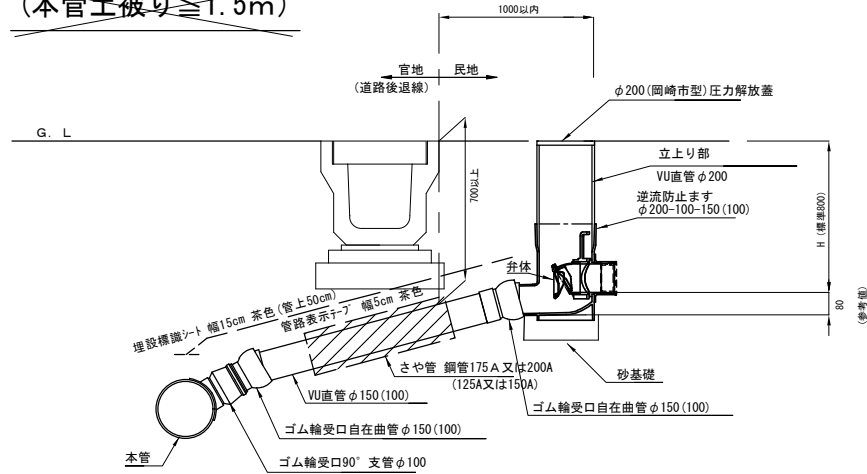 (本管土被り≧1.5m)
1000以内
官地 民地
(道路後退線)
φ200(岡崎市型)圧力解放蓋
G. L
立上り部
VU直管φ200
700以上
逆流防止ます
φ200-100-150(100)
H (標準800)
弁体
80
(参考値)
埋設標識シート 幅15cm 茶色(管上50cm)
管路表示テープ 幅5cm 茶色
さや管 鋼管175A又は200A
(125A又は150A)
砂基礎
VU直管φ150(100)
ゴム輪受口自在曲管φ150(100)
ゴム輪受口自在曲管φ150(100)
本管
ゴム輪受口90°支管φ100